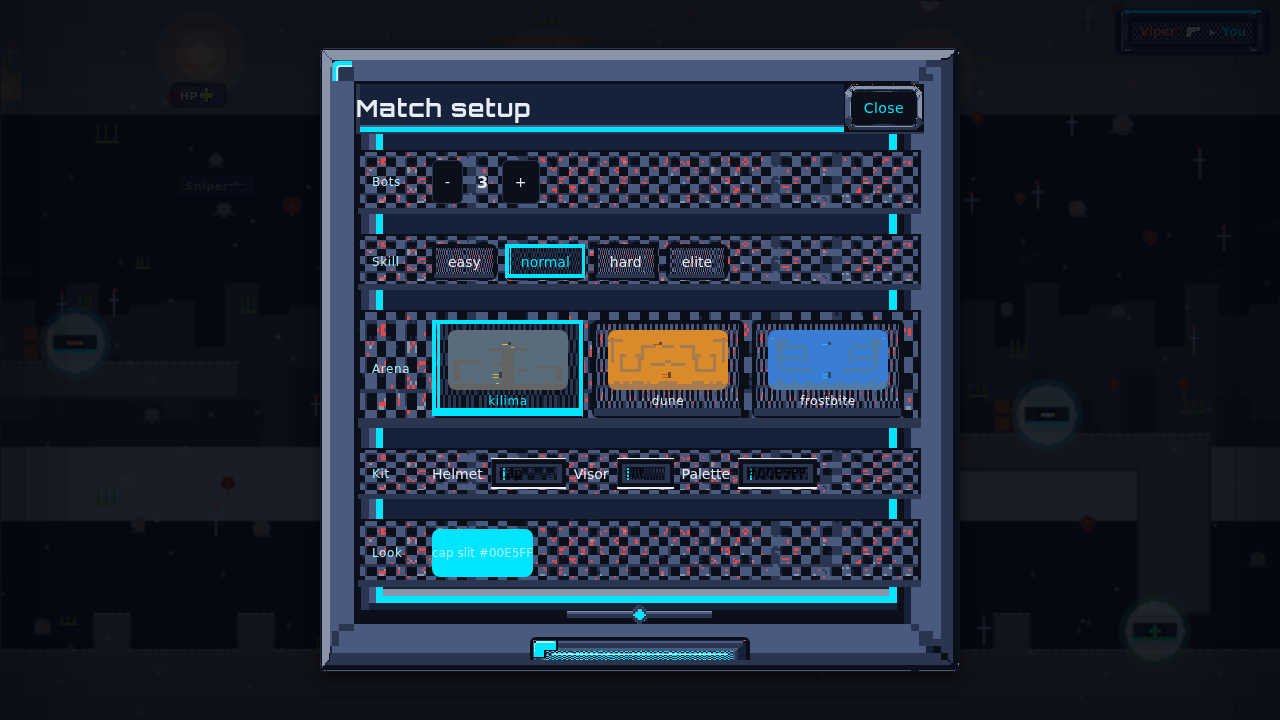 Viper You
HP
Match setup
Close
Bots - 3 +
Sniper
Skill easy normal hard elite
Arena
kilima dune frostbite
Kit Helmet Visor Palette
Look cap slit #00E5FF